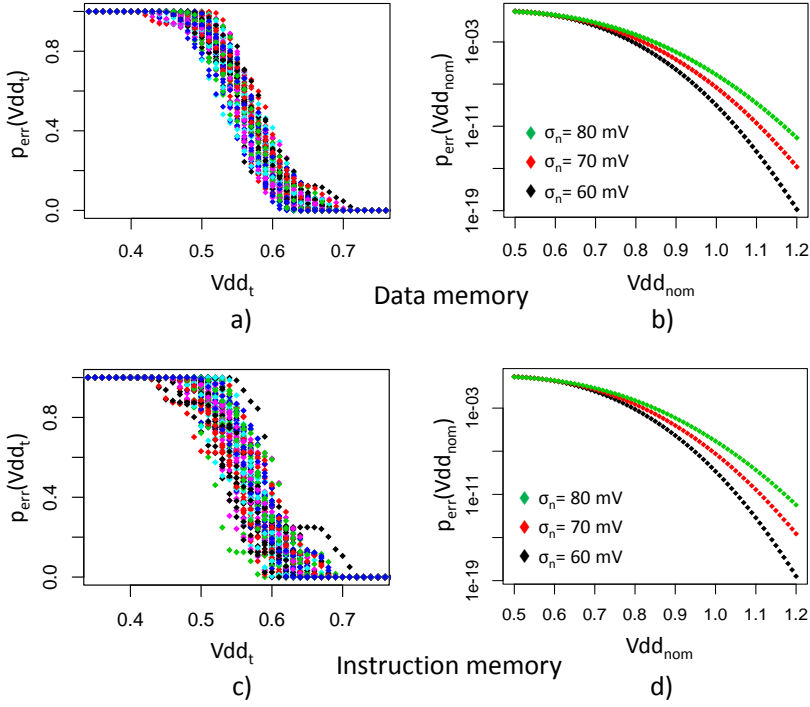 p_err(Vdd_t)
0.0 0.4 0.8
0.4 0.5 0.6 0.7
Vdd_t
a)
p_err(Vdd_nom)
1e-19 1e-11 1e-03
σ_n= 80 mV
σ_n= 70 mV
σ_n= 60 mV
0.5 0.6 0.7 0.8 0.9 1.0 1.1 1.2
Vdd_nom
b)
Data memory
p_err(Vdd_t)
0.0 0.4 0.8
0.4 0.5 0.6 0.7
Vdd_t
c)
p_err(Vdd_nom)
1e-19 1e-11 1e-03
σ_n= 80 mV
σ_n= 70 mV
σ_n= 60 mV
0.5 0.6 0.7 0.8 0.9 1.0 1.1 1.2
Vdd_nom
d)
Instruction memory